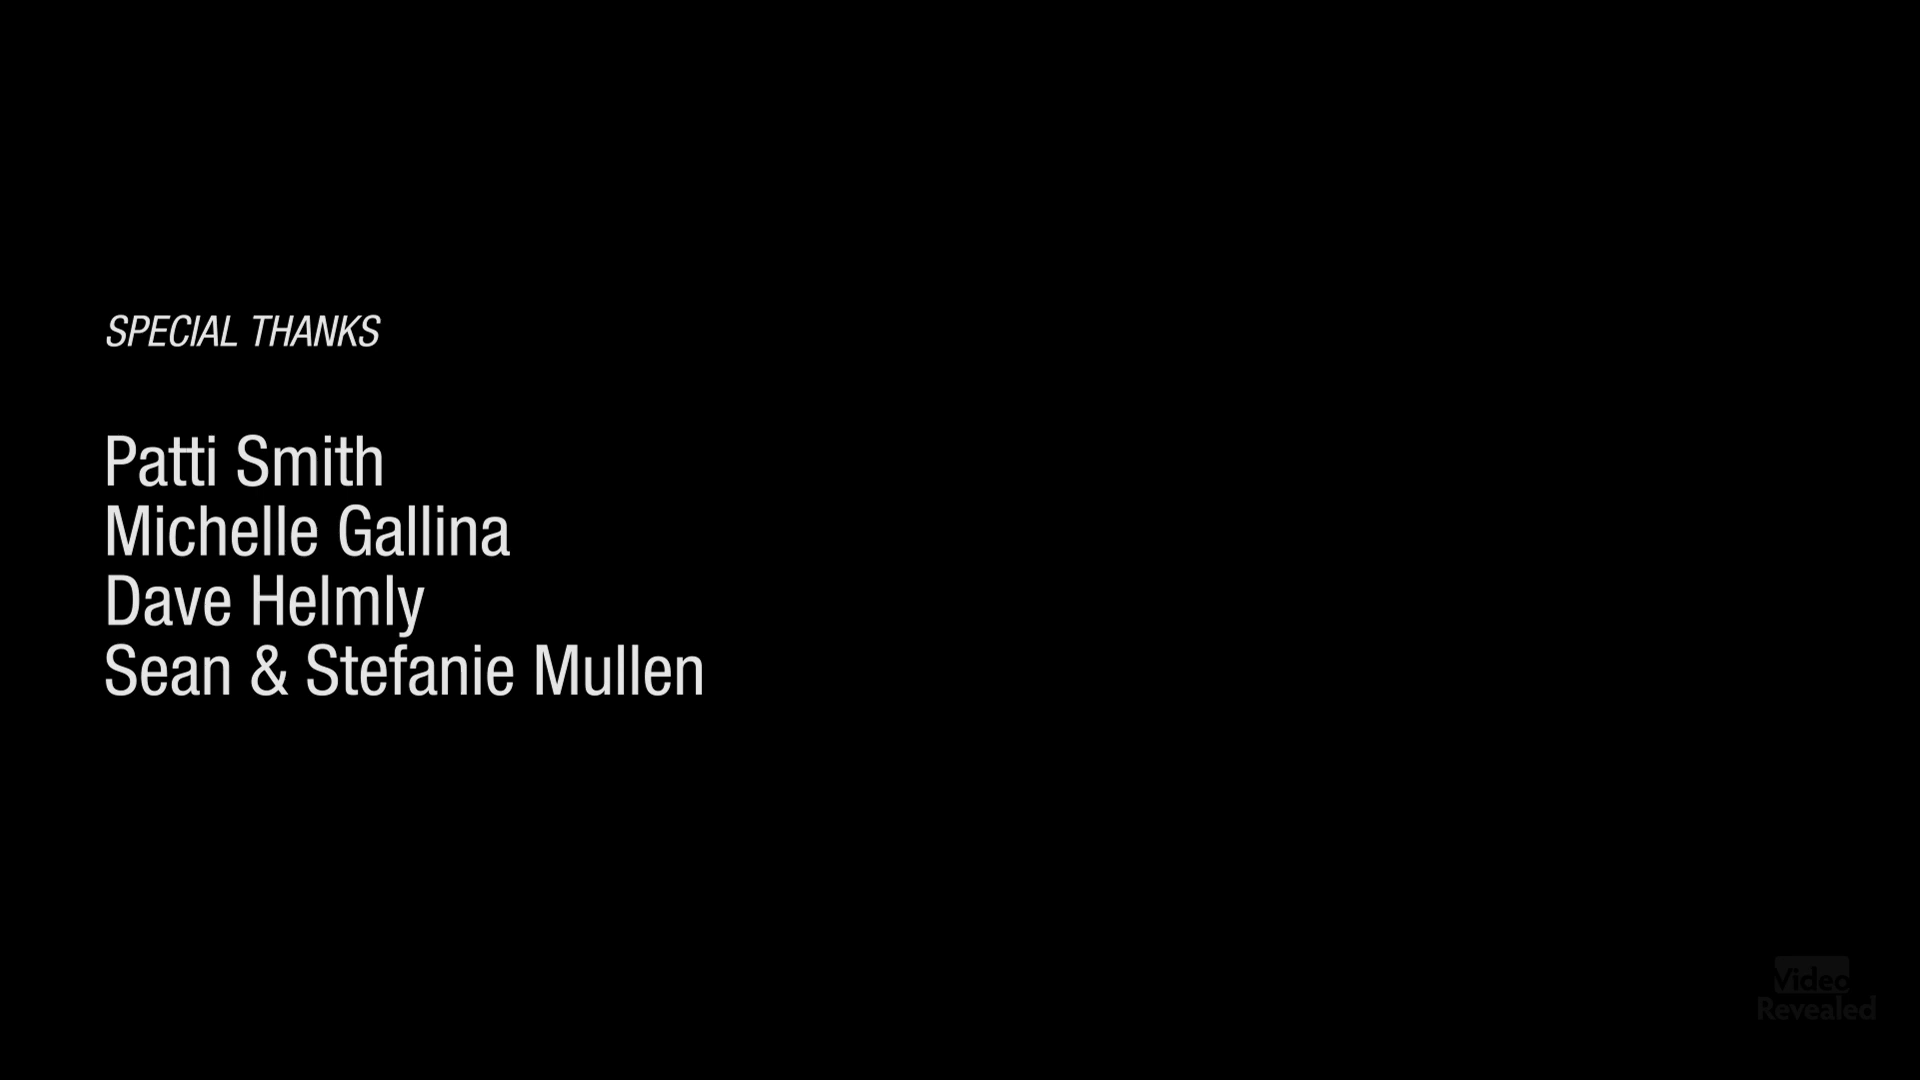 SPECIAL THANKS
Patti Smith
Michelle Gallina
Dave Helmly
Sean & Stefanie Mullen
Video
Revealed